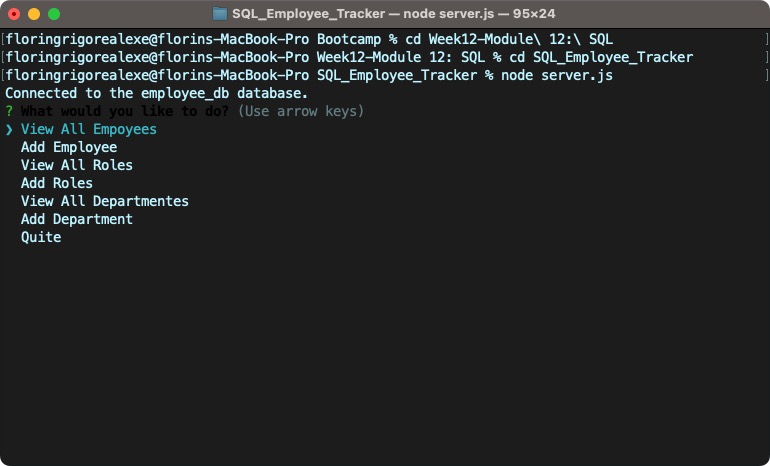 SQL_Employee_Tracker — node server.js — 95×24
[floringrigorealexe@florins-MacBook-Pro Bootcamp % cd Week12-Module\ 12:\ SQL ]
[floringrigorealexe@florins-MacBook-Pro Week12-Module 12: SQL % cd SQL_Employee_Tracker ]
[floringrigorealexe@florins-MacBook-Pro SQL_Employee_Tracker % node server.js ]
Connected to the employee_db database.
? What would you like to do? (Use arrow keys)
❯ View All Empoyees
Add Employee
View All Roles
Add Roles
View All Departmentes
Add Department
Quite